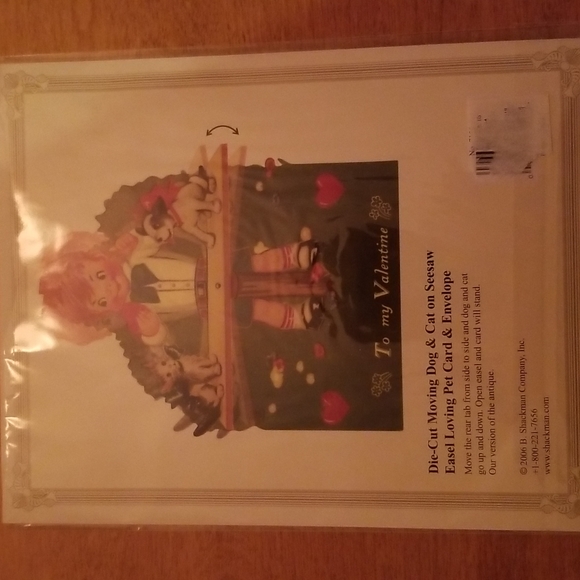 To my Valentine
Die-Cut Moving Dog & Cat on Seesaw
Easel Loving Pet Card & Envelope
Move the rear tab from side to side and dog and cat
go up and down. Open easel and card will stand.
Our version of the antique.
© 2006 B. Shackman Company, Inc.
+1-800-221-7656
www.shackman.com